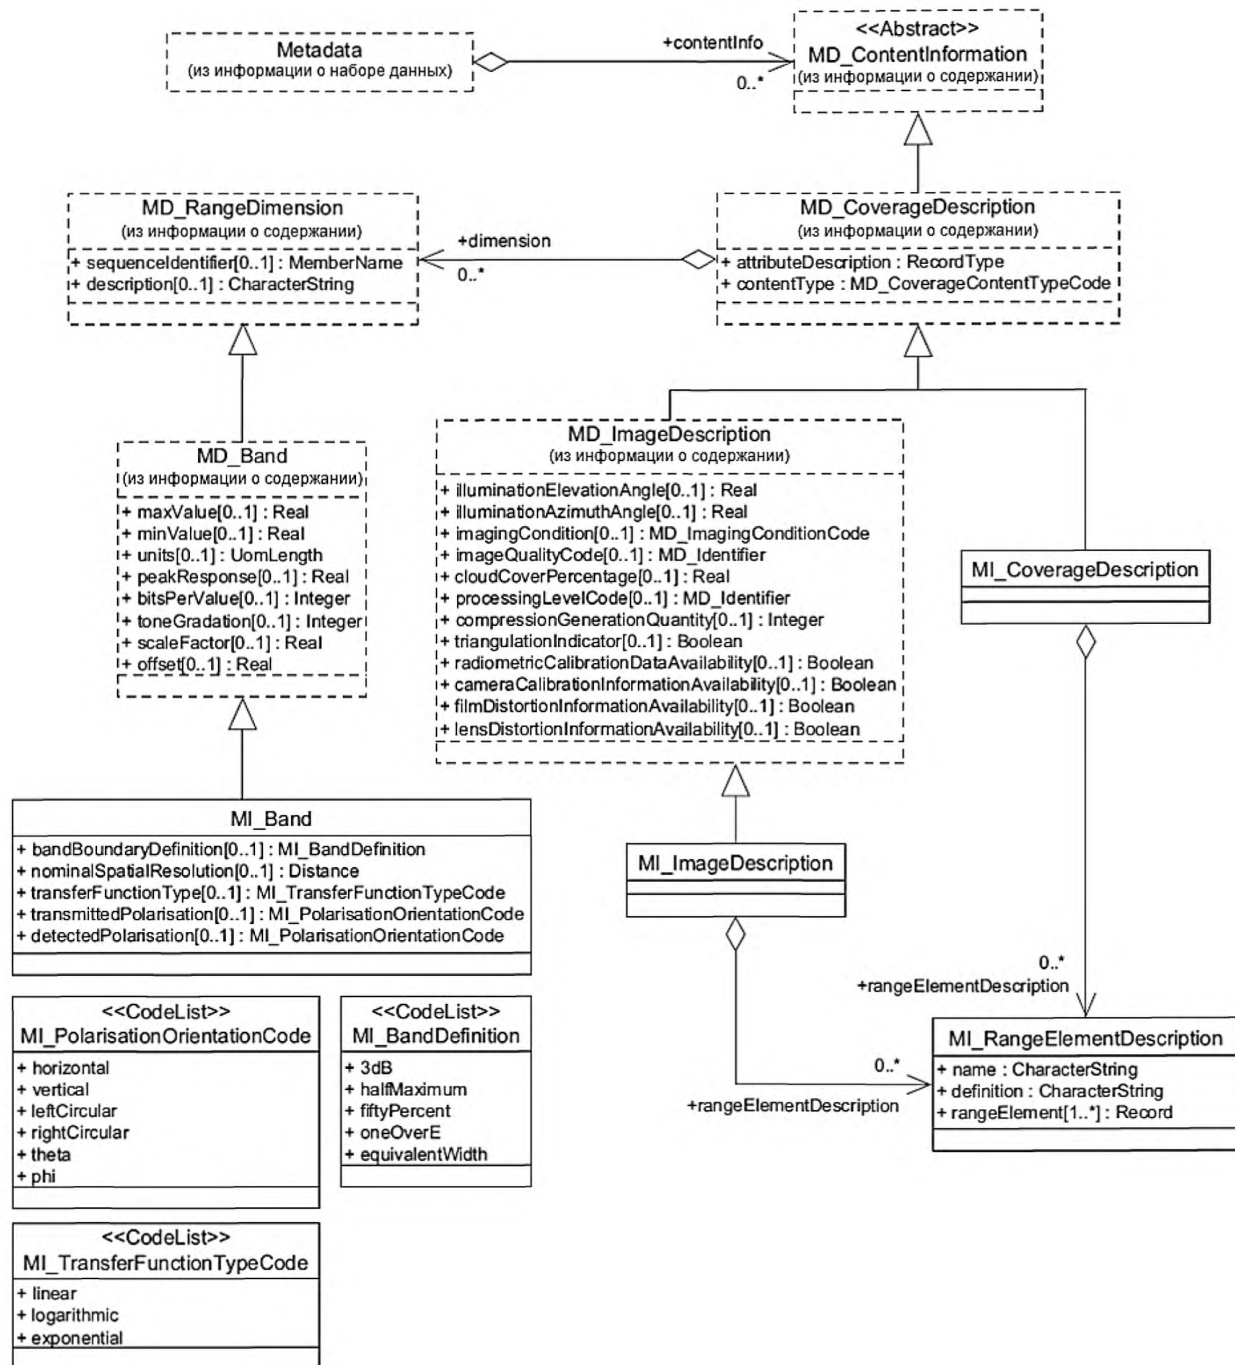 Metadata
(из информации о наборе данных)
+contentInfo
0..*
<<Abstract>>
MD_ContentInformation
(из информации о содержании)
MD_RangeDimension
(из информации о содержании)
+ sequenceIdentifier[0..1] : MemberName
+ description[0..1] : CharacterString
+dimension
0..*
MD_CoverageDescription
(из информации о содержании)
+ attributeDescription : RecordType
+ contentType : MD_CoverageContentTypeCode
MD_Band
(из информации о содержании)
+ maxValue[0..1] : Real
+ minValue[0..1] : Real
+ units[0..1] : UomLength
+ peakResponse[0..1] : Real
+ bitsPerValue[0..1] : Integer
+ toneGradation[0..1] : Integer
+ scaleFactor[0..1] : Real
+ offset[0..1] : Real
MD_ImageDescription
(из информации о содержании)
+ illuminationElevationAngle[0..1] : Real
+ illuminationAzimuthAngle[0..1] : Real
+ imagingCondition[0..1] : MD_ImagingConditionCode
+ imageQualityCode[0..1] : MD_Identifier
+ cloudCoverPercentage[0..1] : Real
+ processingLevelCode[0..1] : MD_Identifier
+ compressionGenerationQuantity[0..1] : Integer
+ triangulationIndicator[0..1] : Boolean
+ radiometricCalibrationDataAvailability[0..1] : Boolean
+ cameraCalibrationInformationAvailability[0..1] : Boolean
+ filmDistortionInformationAvailability[0..1] : Boolean
+ lensDistortionInformationAvailability[0..1] : Boolean
MI_CoverageDescription
MI_Band
+ bandBoundaryDefinition[0..1] : MI_BandDefinition
+ nominalSpatialResolution[0..1] : Distance
+ transferFunctionType[0..1] : MI_TransferFunctionTypeCode
+ transmittedPolarisation[0..1] : MI_PolarisationOrientationCode
+ detectedPolarisation[0..1] : MI_PolarisationOrientationCode
MI_ImageDescription
0..*
+rangeElementDescription
<<CodeList>>
MI_PolarisationOrientationCode
+ horizontal
+ vertical
+ leftCircular
+ rightCircular
+ theta
+ phi
<<CodeList>>
MI_BandDefinition
+ 3dB
+ halfMaximum
+ fiftyPercent
+ oneOverE
+ equivalentWidth
0..*
+rangeElementDescription
MI_RangeElementDescription
+ name : CharacterString
+ definition : CharacterString
+ rangeElement[1..*] : Record
<<CodeList>>
MI_TransferFunctionTypeCode
+ linear
+ logarithmic
+ exponential